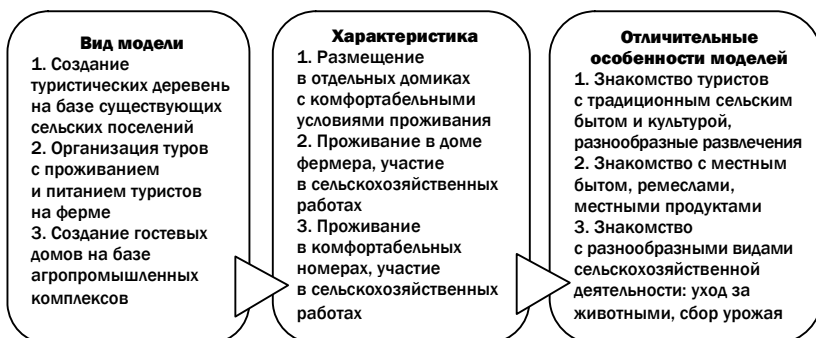 Вид модели
1. Создание
туристических деревень
на базе существующих
сельских поселений
2. Организация туров
с проживанием
и питанием туристов
на ферме
3. Создание гостевых
домов на базе
агропромышленных
комплексов
Характеристика
1. Размещение
в отдельных домиках
с комфортабельными
условиями проживания
2. Проживание в доме
фермера, участие
в сельскохозяйственных
работах
3. Проживание
в комфортабельных
номерах, участие
в сельскохозяйственных
работах
Отличительные
особенности моделей
1. Знакомство туристов
с традиционным сельским
бытом и культурой,
разнообразные развлечения
2. Знакомство с местным
бытом, ремеслами,
местными продуктами
3. Знакомство
с разнообразными видами
сельскохозяйственной
деятельности: уход за
животными, сбор урожая